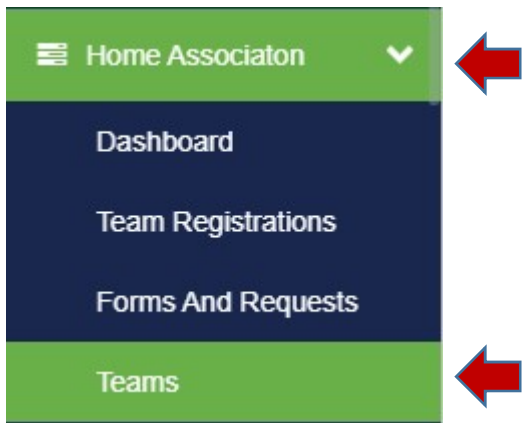 Home Associaton
Dashboard
Team Registrations
Forms And Requests
Teams